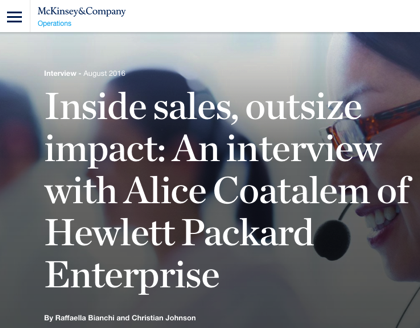 McKinsey&Company
Operations
Interview - August 2016
Inside sales, outsize
impact: An interview
with Alice Coatalem of
Hewlett Packard
Enterprise
By Raffaella Bianchi and Christian Johnson